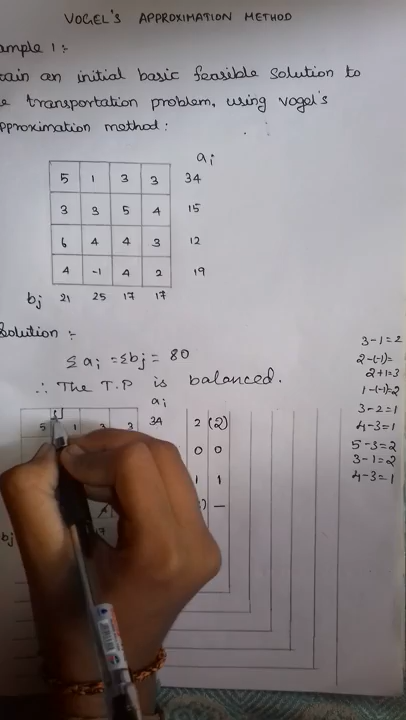 VOGEL'S APPROXIMATION METHOD
ample 1 :-
tain an initial basic feasible solution to
e transportation problem, using vogel's
pproximation method :
ai
5 1 3 3 34
3 3 5 4 15
6 4 4 3 12
4 -1 4 2 19
bj 21 25 17 17
Solution :-
Σai = Σbj = 80
∴ The T.P is balanced.
ai
5 1 3 3 34 2 (2)
0 0
1 1
) —
bj 17
3-1=2
2-(-1)=
2+1=3
1-(-1)=2
3-2=1
4-3=1
5-3=2
3-1=2
4-3=1